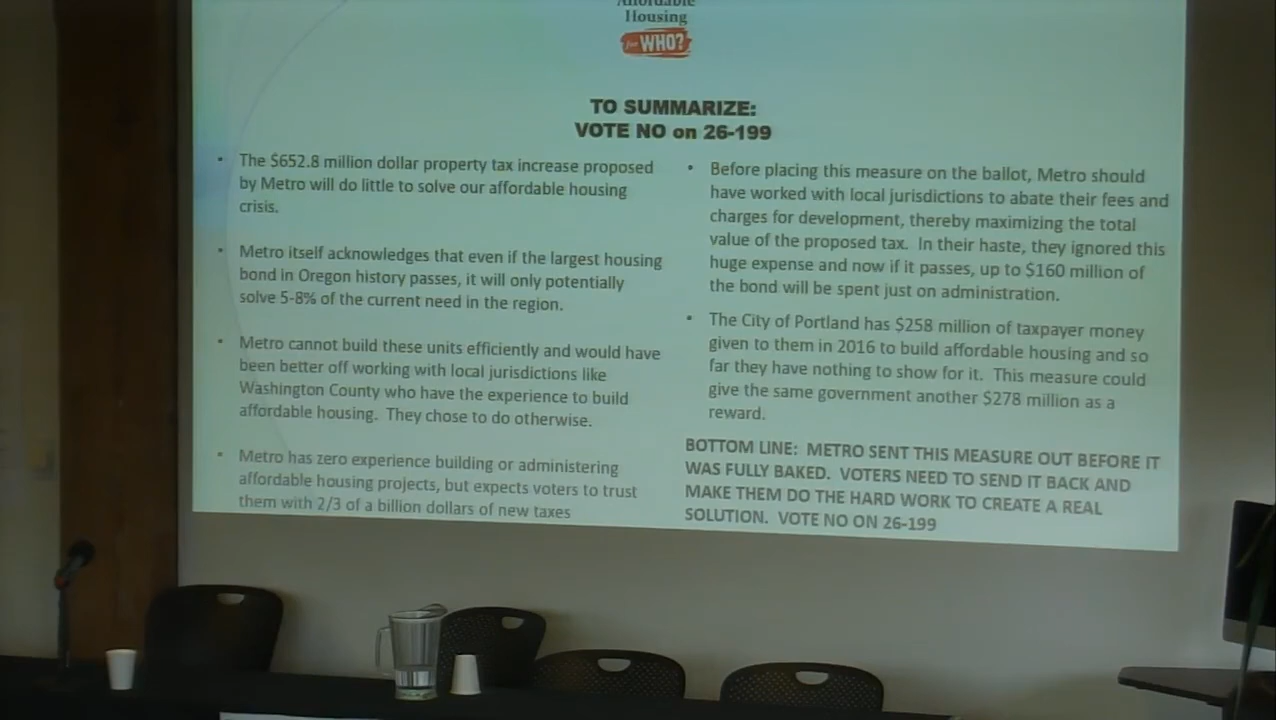 Affordable
Housing
for WHO?
TO SUMMARIZE:
VOTE NO on 26-199
• The $652.8 million dollar property tax increase proposed
by Metro will do little to solve our affordable housing
crisis.
• Metro itself acknowledges that even if the largest housing
bond in Oregon history passes, it will only potentially
solve 5-8% of the current need in the region.
• Metro cannot build these units efficiently and would have
been better off working with local jurisdictions like
Washington County who have the experience to build
affordable housing. They chose to do otherwise.
• Metro has zero experience building or administering
affordable housing projects, but expects voters to trust
them with 2/3 of a billion dollars of new taxes
• Before placing this measure on the ballot, Metro should
have worked with local jurisdictions to abate their fees and
charges for development, thereby maximizing the total
value of the proposed tax. In their haste, they ignored this
huge expense and now if it passes, up to $160 million of
the bond will be spent just on administration.
• The City of Portland has $258 million of taxpayer money
given to them in 2016 to build affordable housing and so
far they have nothing to show for it. This measure could
give the same government another $278 million as a
reward.
BOTTOM LINE: METRO SENT THIS MEASURE OUT BEFORE IT
WAS FULLY BAKED. VOTERS NEED TO SEND IT BACK AND
MAKE THEM DO THE HARD WORK TO CREATE A REAL
SOLUTION. VOTE NO ON 26-199